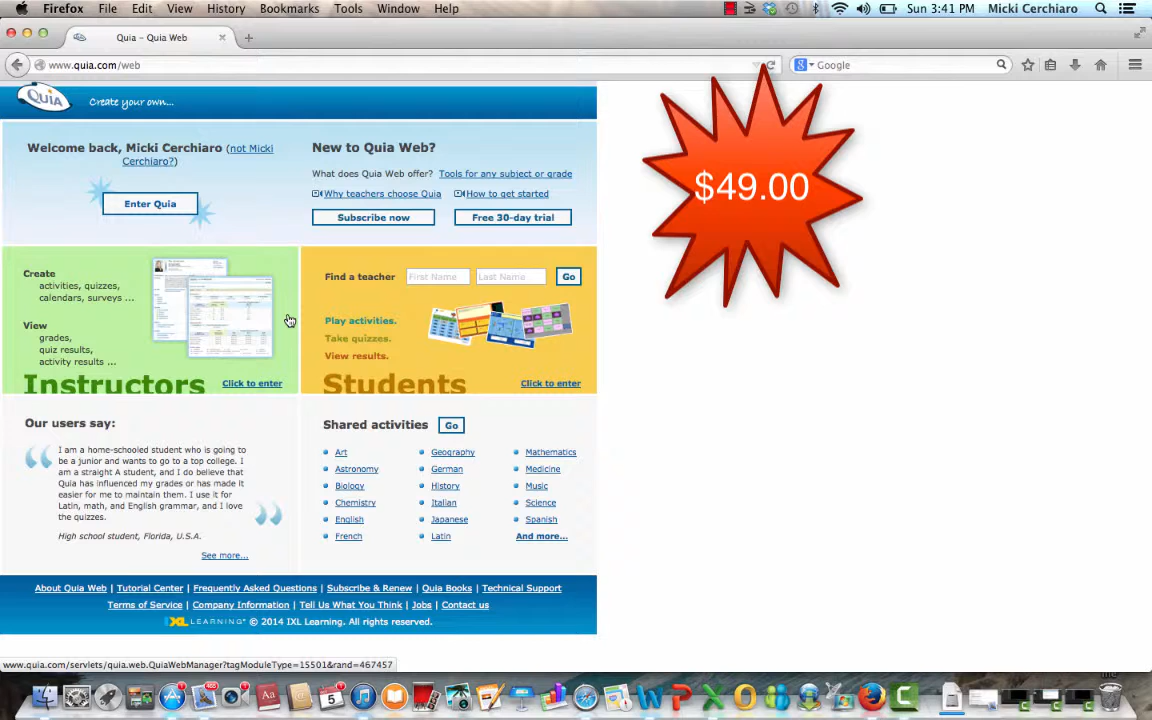 Firefox File Edit View History Bookmarks Tools Window Help Sun 3:41 PM Micki Cerchiaro
Quia - Quia Web
www.quia.com/web
Google
QUIA Create your own...
Welcome back, Micki Cerchiaro (not Micki
Cerchiaro?)
Enter Quia
New to Quia Web?
What does Quia Web offer? Tools for any subject or grade
Why teachers choose Quia How to get started
Subscribe now Free 30-day trial
$49.00
Create
activities, quizzes,
calendars, surveys ...
View
grades,
quiz results,
activity results ...
Instructors Click to enter
Find a teacher First Name Last Name Go
Play activities.
Take quizzes.
View results.
Students Click to enter
Our users say:
I am a home-schooled student who is going to
be a junior and wants to go to a top college. I
am a straight A student, and I do believe that
Quia has influenced my grades or has made it
easier for me to maintain them. I use it for
Latin, math, and English grammar, and I love
the quizzes.
High school student, Florida, U.S.A.
See more...
Shared activities Go
Art Geography Mathematics
Astronomy German Medicine
Biology History Music
Chemistry Italian Science
English Japanese Spanish
French Latin And more...
About Quia Web | Tutorial Center | Frequently Asked Questions | Subscribe & Renew | Quia Books | Technical Support
Terms of Service | Company Information | Tell Us What You Think | Jobs | Contact us
IXL LEARNING © 2014 IXL Learning. All rights reserved.
www.quia.com/servlets/quia.web.QuiaWebManager?tagModuleType=15501&rand=467457